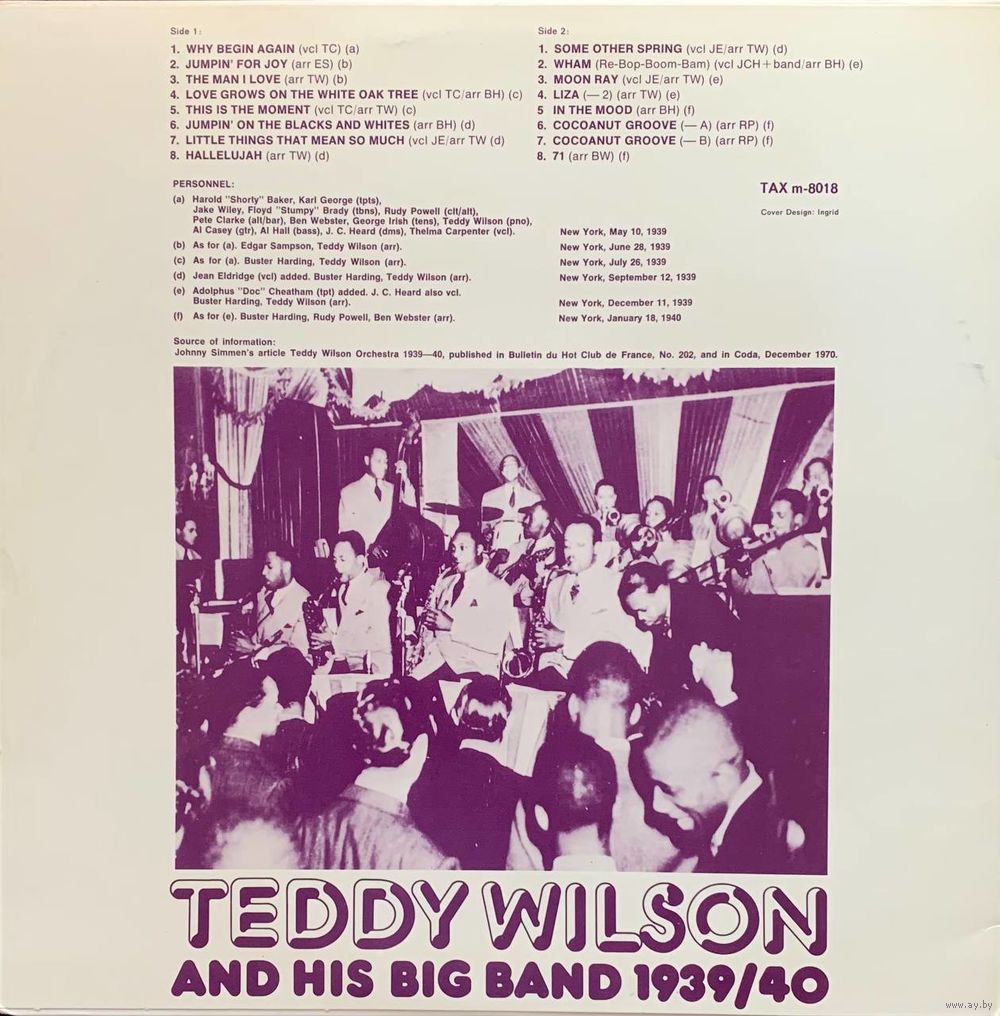 Side 1:
1. WHY BEGIN AGAIN (vcl TC) (a)
2. JUMPIN' FOR JOY (arr ES) (b)
3. THE MAN I LOVE (arr TW) (b)
4. LOVE GROWS ON THE WHITE OAK TREE (vcl TC/arr BH) (c)
5. THIS IS THE MOMENT (vcl TC/arr TW) (c)
6. JUMPIN' ON THE BLACKS AND WHITES (arr BH) (d)
7. LITTLE THINGS THAT MEAN SO MUCH (vcl JE/arr TW (d)
8. HALLELUJAH (arr TW) (d)
Side 2:
1. SOME OTHER SPRING (vcl JE/arr TW) (d)
2. WHAM (Re-Bop-Boom-Bam) (vcl JCH+band/arr BH) (e)
3. MOON RAY (vcl JE/arr TW) (e)
4. LIZA (— 2) (arr TW) (e)
5 IN THE MOOD (arr BH) (f)
6. COCOANUT GROOVE (— A) (arr RP) (f)
7. COCOANUT GROOVE (— B) (arr RP) (f)
8. 71 (arr BW) (f)
PERSONNEL:
TAX m-8018
Cover Design: Ingrid
(a) Harold "Shorty" Baker, Karl George (tpts),
Jake Wiley, Floyd "Stumpy" Brady (tbns), Rudy Powell (clt/alt),
Pete Clarke (alt/bar), Ben Webster, George Irish (tens), Teddy Wilson (pno),
Al Casey (gtr), Al Hall (bass), J. C. Heard (dms), Thelma Carpenter (vcl). New York, May 10, 1939
(b) As for (a). Edgar Sampson, Teddy Wilson (arr). New York, June 28, 1939
(c) As for (a). Buster Harding, Teddy Wilson (arr). New York, July 26, 1939
(d) Jean Eldridge (vcl) added. Buster Harding, Teddy Wilson (arr). New York, September 12, 1939
(e) Adolphus "Doc" Cheatham (tpt) added. J. C. Heard also vcl.
Buster Harding, Teddy Wilson (arr). New York, December 11, 1939
(f) As for (e). Buster Harding, Rudy Powell, Ben Webster (arr). New York, January 18, 1940
Source of information:
Johnny Simmen's article Teddy Wilson Orchestra 1939—40, published in Bulletin du Hot Club de France, No. 202, and in Coda, December 1970.
TEDDY WILSON
AND HIS BIG BAND 1939/40
www.ay.by